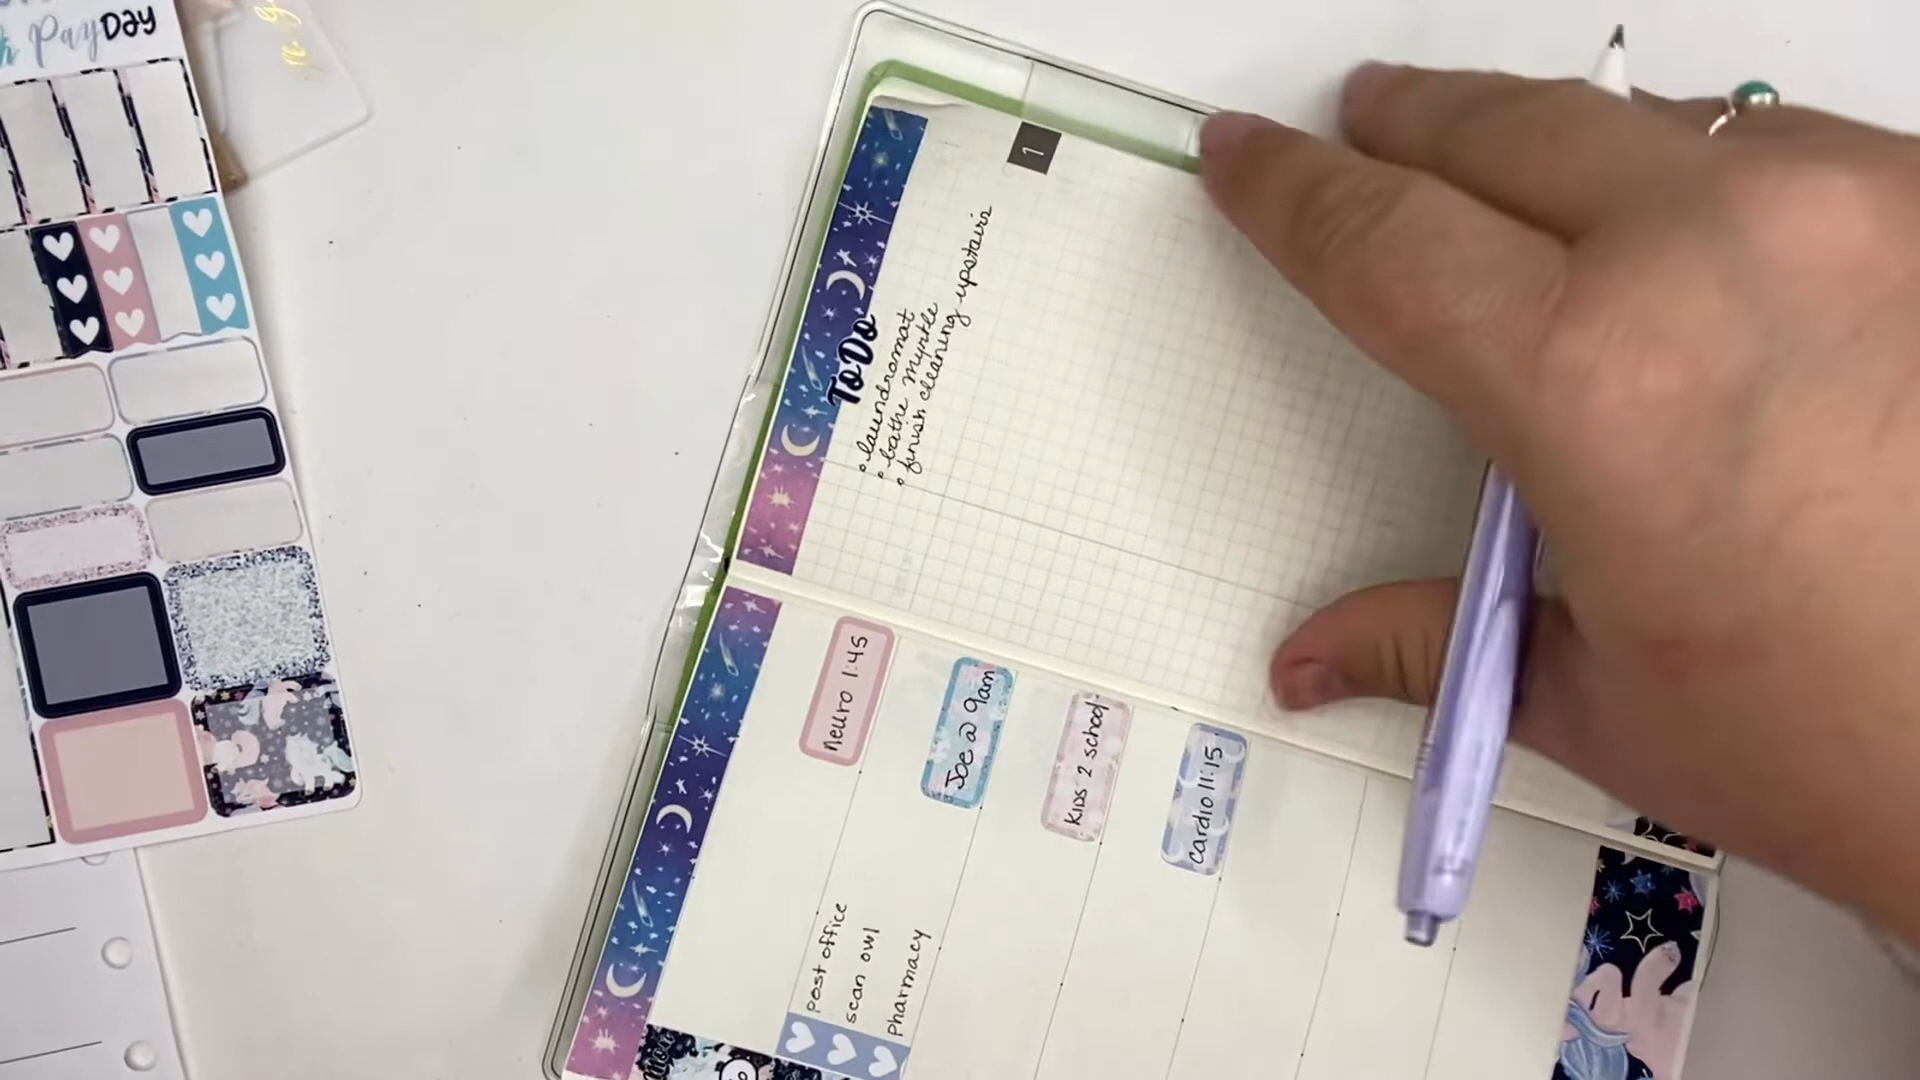 PayDay
1
ToDo
laundromat
bathe myrtle
finish cleaning upstairs
neuro 1:45
Joe @ 9am
Kids 2 school
Cardio 11:15
post office
scan owl
Pharmacy